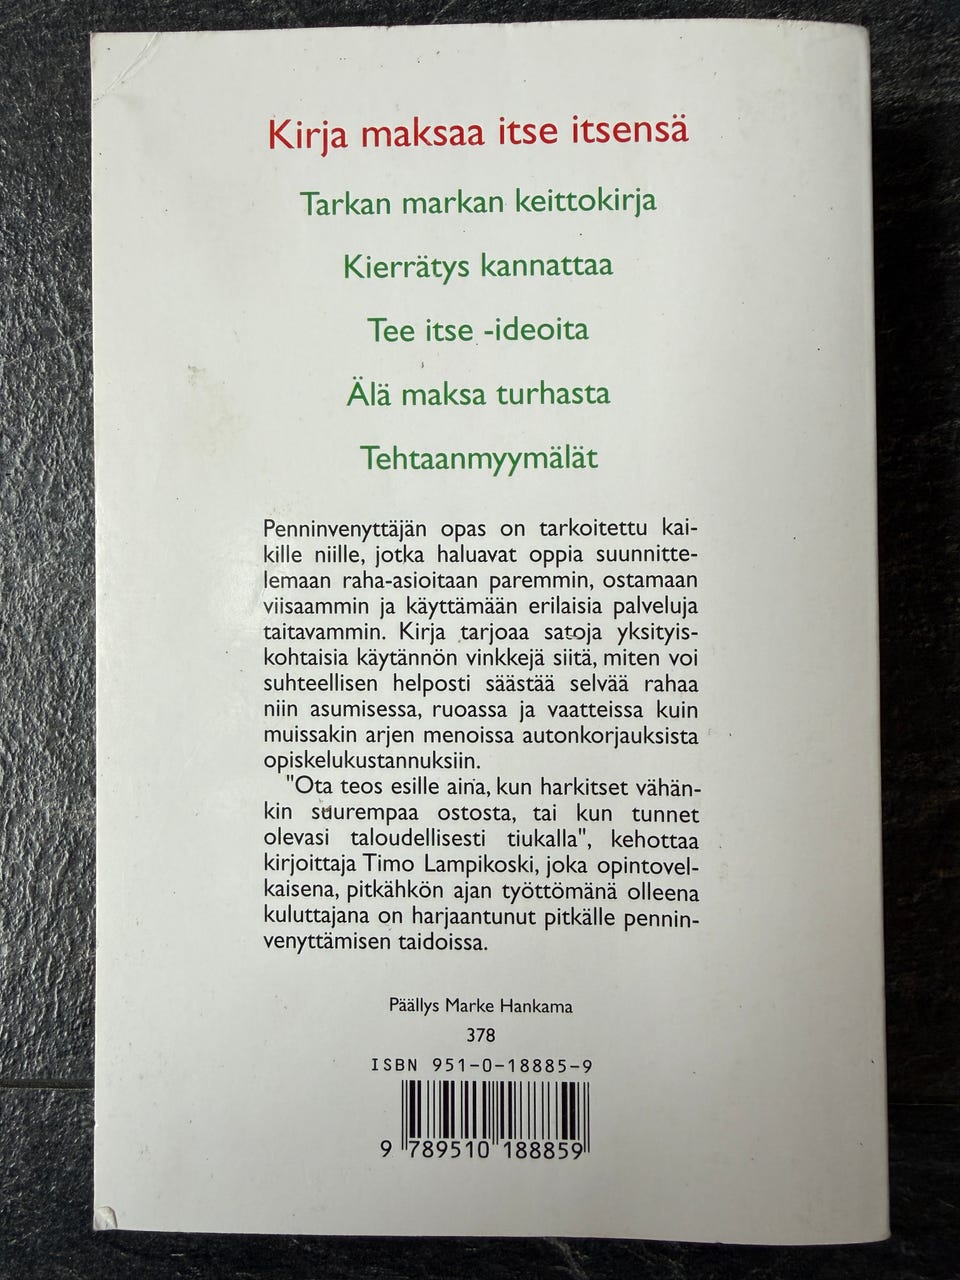 Kirja maksaa itse itsensä
Tarkan markan keittokirja
Kierrätys kannattaa
Tee itse -ideoita
Älä maksa turhasta
Tehtaanmyymälät
Penninvenyttäjän opas on tarkoitettu kai-
kille niille, jotka haluavat oppia suunnitte-
lemaan raha-asioitaan paremmin, ostamaan
viisaammin ja käyttämään erilaisia palveluja
taitavammin. Kirja tarjoaa satoja yksityis-
kohtaisia käytännön vinkkejä siitä, miten voi
suhteellisen helposti säästää selvää rahaa
niin asumisessa, ruoassa ja vaatteissa kuin
muissakin arjen menoissa autonkorjauksista
opiskelukustannuksiin.
"Ota teos esille aina, kun harkitset vähän-
kin suurempaa ostosta, tai kun tunnet
olevasi taloudellisesti tiukalla", kehottaa
kirjoittaja Timo Lampikoski, joka opintovel-
kaisena, pitkähkön ajan työttömänä olleena
kuluttajana on harjaantunut pitkälle pennin-
venyttämisen taidoissa.
Päällys Marke Hankama
378
ISBN 951-0-18885-9
9 789510 188859